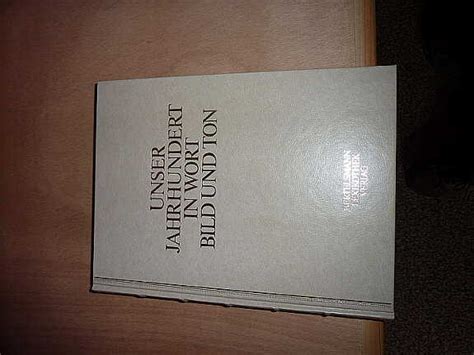 UNSER
JAHRHUNDERT
IN WORT
BILD UND TON
BERTELSMANN
LEXIKOTHEK
VERLAG